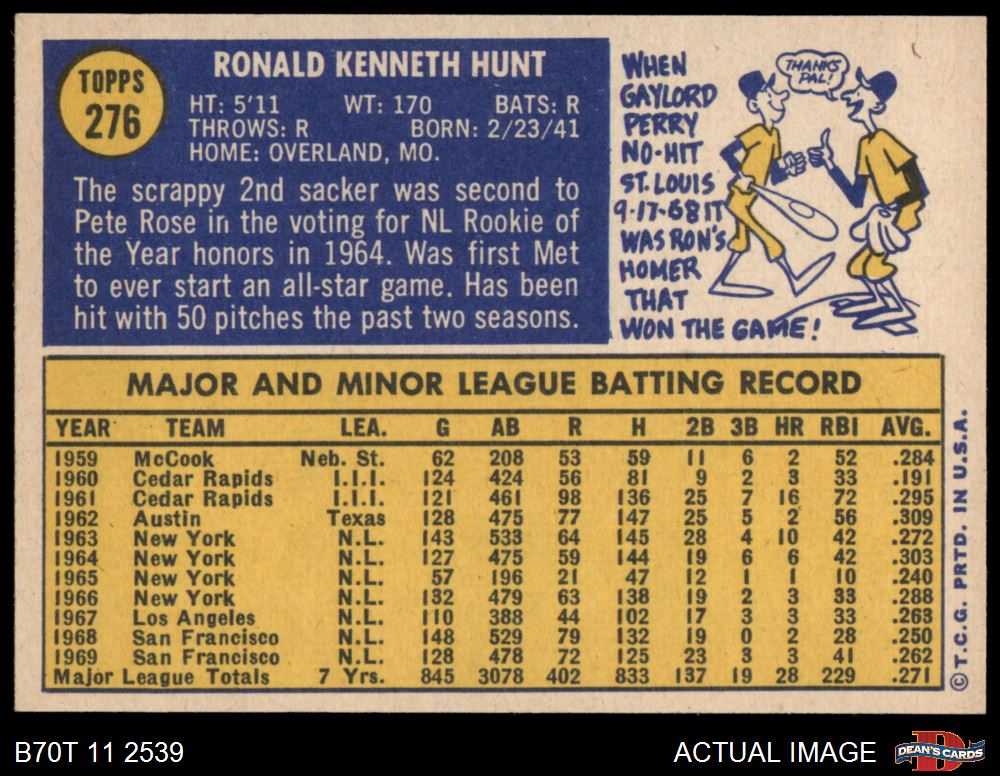 TOPPS
276
RONALD KENNETH HUNT
HT: 5'11 WT: 170 BATS: R
THROWS: R BORN: 2/23/41
HOME: OVERLAND, MO.
The scrappy 2nd sacker was second to
Pete Rose in the voting for NL Rookie of
the Year honors in 1964. Was first Met
to ever start an all-star game. Has been
hit with 50 pitches the past two seasons.
WHEN
GAYLORD
PERRY
NO-HIT
ST. LOUIS
9-17-68 IT
WAS RON'S
HOMER
THAT
WON THE GAME!
THANKS
PAL!
MAJOR AND MINOR LEAGUE BATTING RECORD
YEAR TEAM LEA. G AB R H 2B 3B HR RBI AVG.
1959 McCook Neb. St. 62 208 53 59 11 6 2 52 .284
1960 Cedar Rapids I.I.I. 124 424 56 81 9 2 3 33 .191
1961 Cedar Rapids I.I.I. 121 461 98 136 25 7 16 72 .295
1962 Austin Texas 128 475 77 147 25 5 2 56 .309
1963 New York N.L. 143 533 64 145 28 4 10 42 .272
1964 New York N.L. 127 475 59 144 19 6 6 42 .303
1965 New York N.L. 57 196 21 47 12 1 1 10 .240
1966 New York N.L. 132 479 63 138 19 2 3 33 .288
1967 Los Angeles N.L. 110 388 44 102 17 3 3 33 .263
1968 San Francisco N.L. 148 529 79 132 19 0 2 28 .250
1969 San Francisco N.L. 128 478 72 125 23 3 3 41 .262
Major League Totals 7 Yrs. 845 3078 402 833 137 19 28 229 .271
© T.C.G. PRTD. IN U.S.A.
B70T 11 2539
ACTUAL IMAGE
D
DEAN'S CARDS